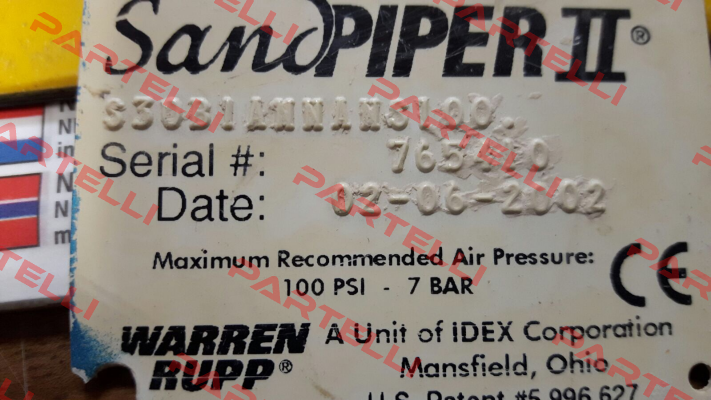 SandPIPER II®
S30B1ANNANS100.
Serial #:
Date: 02-06-2002
Maximum Recommended Air Pressure:
100 PSI - 7 BAR
CE
WARREN RUPP® A Unit of IDEX Corporation
Mansfield, Ohio
U.S. Patent #5,996,627
PARTELLI